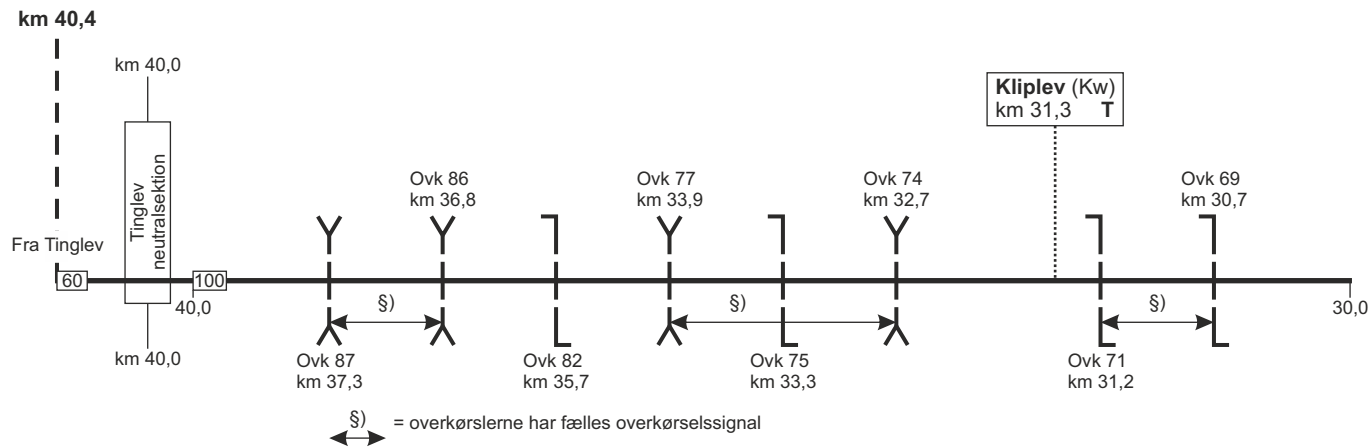 km 40,4
km 40,0
Kliplev (Kw)
km 31,3 T
Tinglev
neutralsektion
Ovk 86
km 36,8
Ovk 77
km 33,9
Ovk 74
km 32,7
Ovk 69
km 30,7
Fra Tinglev
60
100
40,0
30,0
§)
§)
§)
km 40,0
Ovk 87
km 37,3
Ovk 82
km 35,7
Ovk 75
km 33,3
Ovk 71
km 31,2
§) = overkørslerne har fælles overkørselssignal